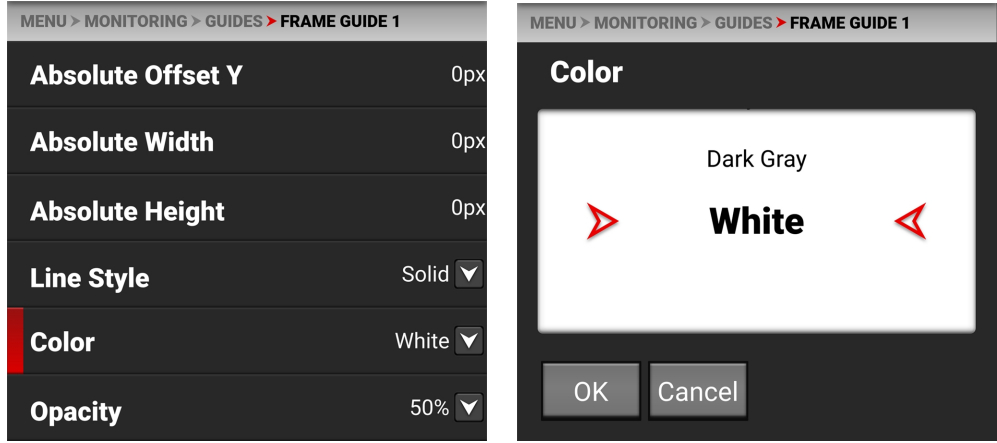 MENU > MONITORING > GUIDES > FRAME GUIDE 1
Absolute Offset Y 0px
Absolute Width 0px
Absolute Height 0px
Line Style Solid
Color White
Opacity 50%
MENU > MONITORING > GUIDES > FRAME GUIDE 1
Color
Dark Gray
White
OK Cancel